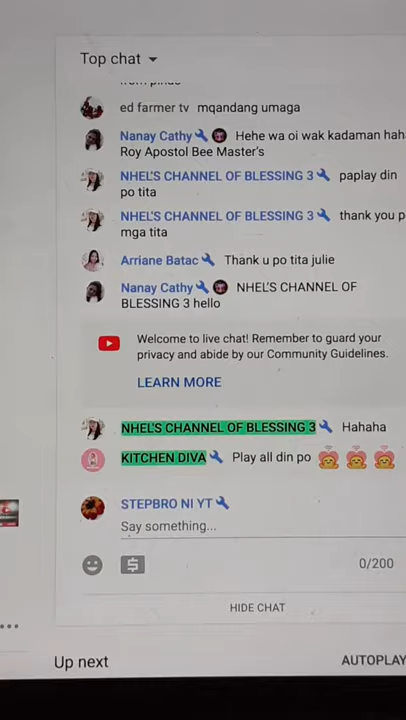 Top chat
ed farmer tv mqandang umaga
Nanay Cathy Hehe wa oi wak kadaman hah
Roy Apostol Bee Master's
NHEL'S CHANNEL OF BLESSING 3 paplay din
po tita
NHEL'S CHANNEL OF BLESSING 3 thank you p
mga tita
Arriane Batac Thank u po tita julie
Nanay Cathy NHEL'S CHANNEL OF
BLESSING 3 hello
Welcome to live chat! Remember to guard your
privacy and abide by our Community Guidelines.
LEARN MORE
NHEL'S CHANNEL OF BLESSING 3 Hahaha
KITCHEN DIVA Play all din po
STEPBRO NI YT
Say something...
0/200
HIDE CHAT
Up next
AUTOPLAY